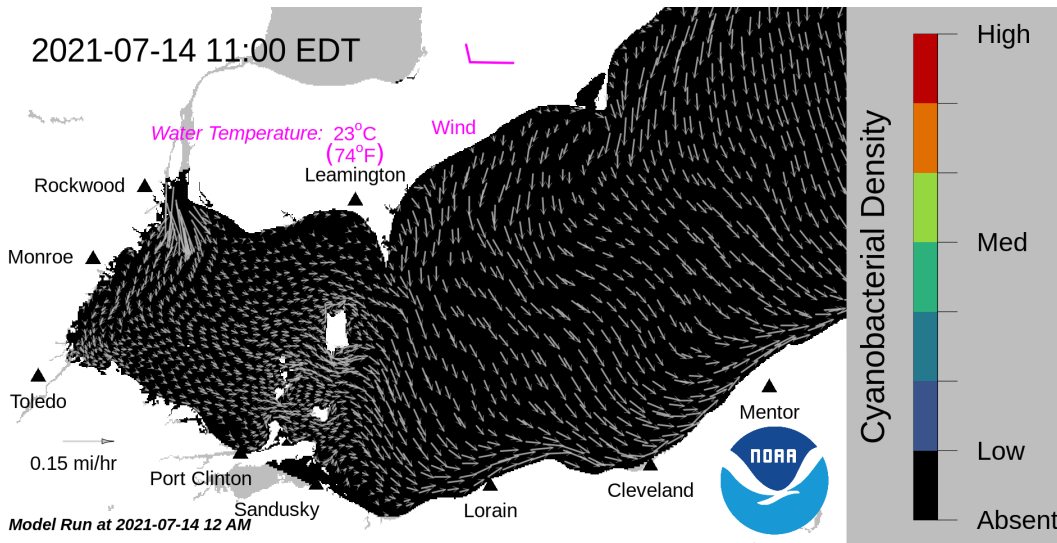 2021-07-14 11:00 EDT
High
Water Temperature: 23°C
(74°F)
Wind
Leamington
Rockwood
Monroe
Med
Cyanobacterial Density
Toledo
Mentor
0.15 mi/hr
NOAA
Low
Port Clinton
Cleveland
Sandusky
Lorain
Model Run at 2021-07-14 12 AM
Absent